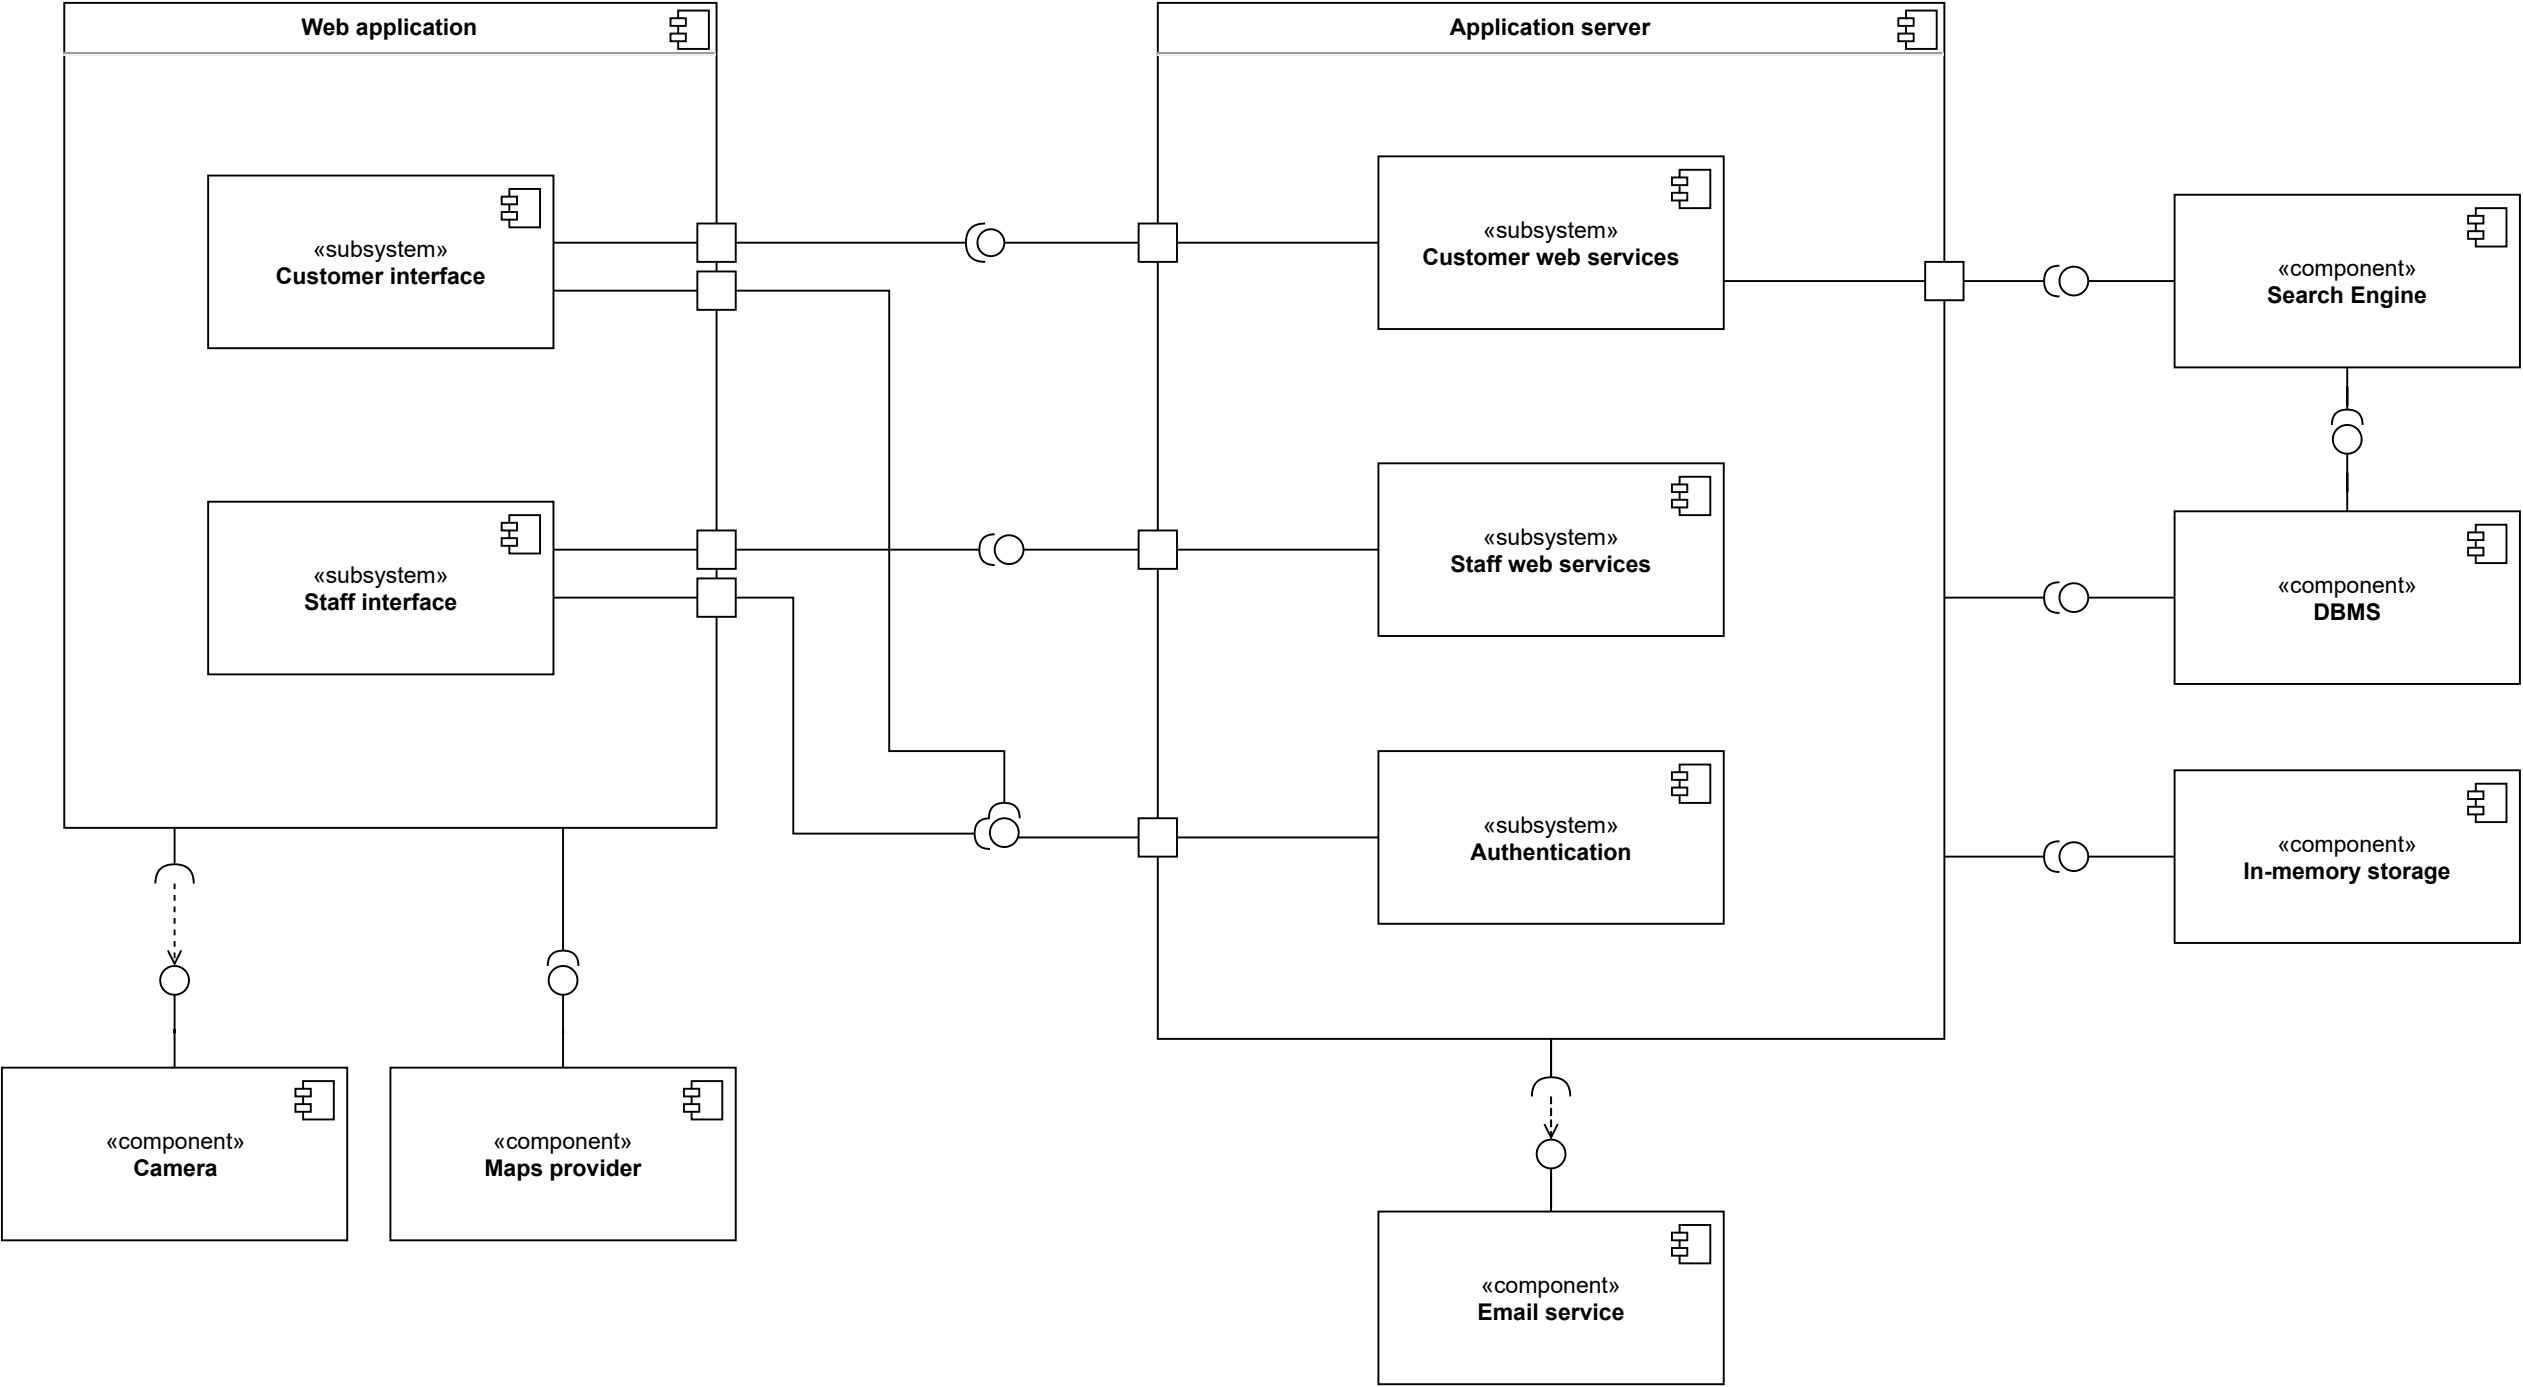 Web application
Application server
«subsystem»
Customer interface
«subsystem»
Customer web services
«component»
Search Engine
«subsystem»
Staff interface
«subsystem»
Staff web services
«component»
DBMS
«subsystem»
Authentication
«component»
In-memory storage
«component»
Camera
«component»
Maps provider
«component»
Email service